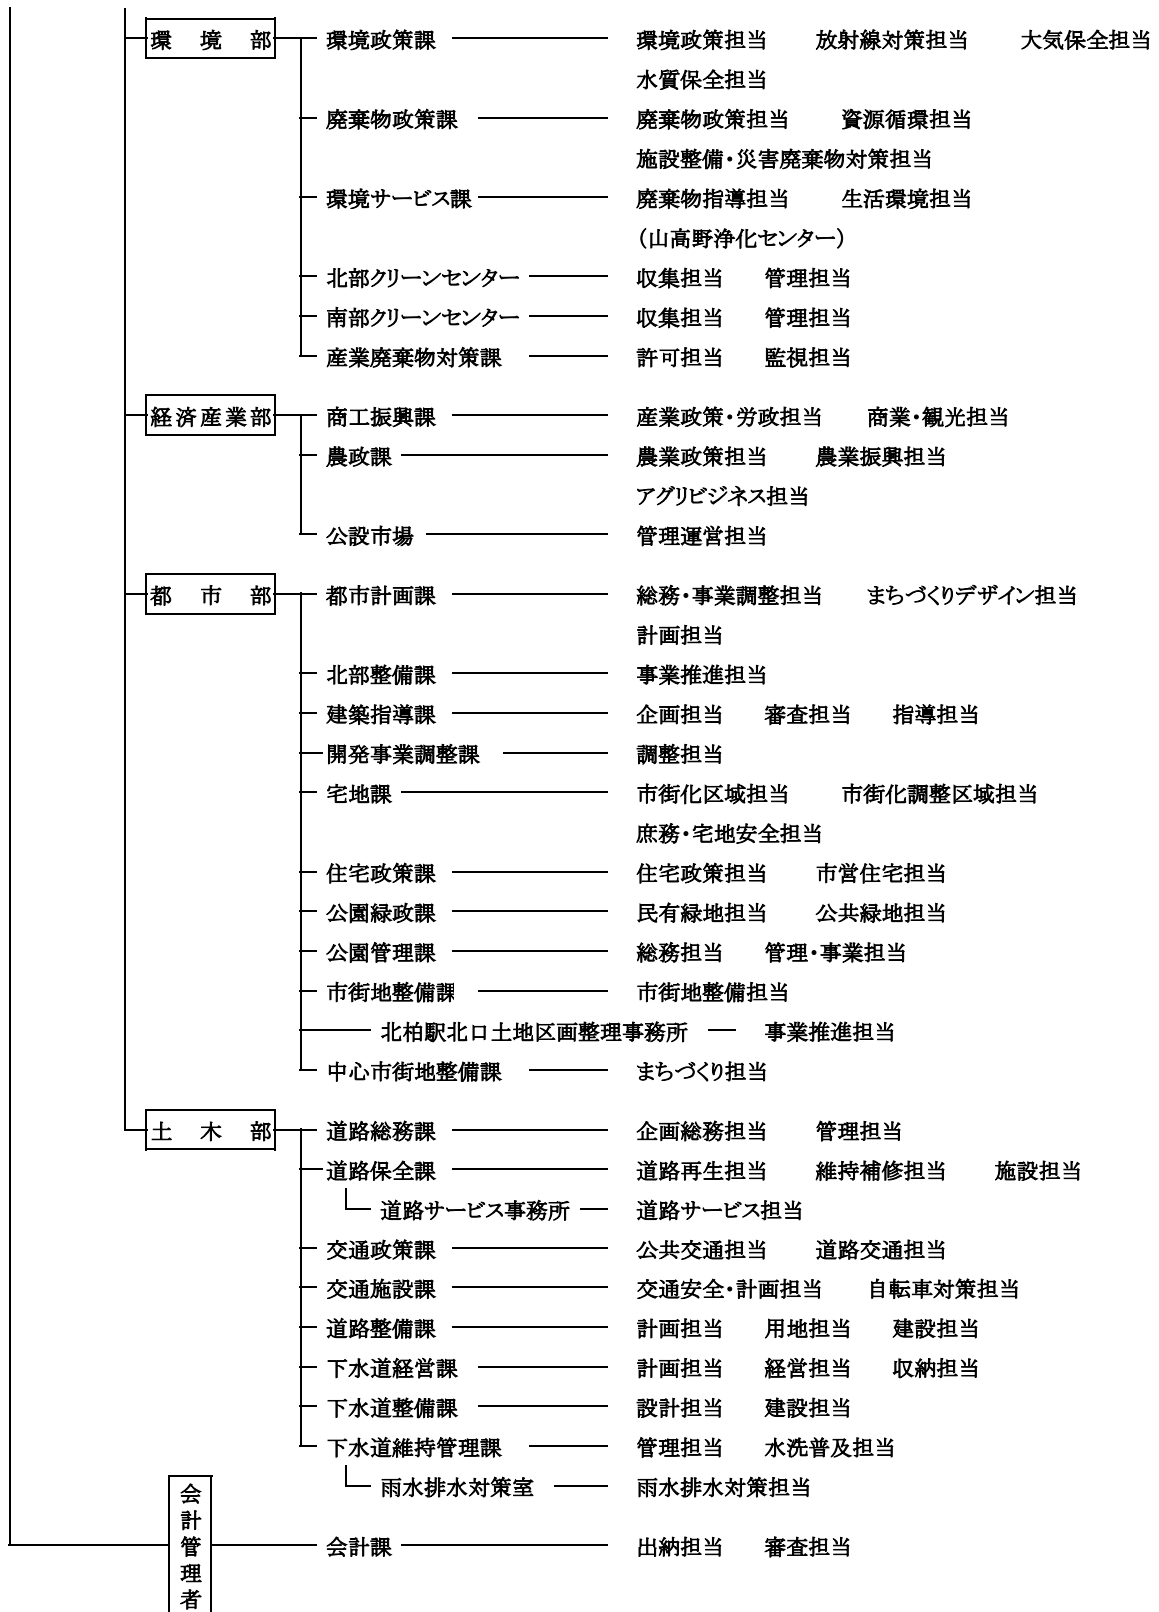 環境部 環境政策課 環境政策担当 放射線対策担当 大気保全担当
水質保全担当
廃棄物政策課 廃棄物政策担当 資源循環担当
施設整備・災害廃棄物対策担当
環境サービス課 廃棄物指導担当 生活環境担当
(山高野浄化センター)
北部クリーンセンター 収集担当 管理担当
南部クリーンセンター 収集担当 管理担当
産業廃棄物対策課 許可担当 監視担当
経済産業部 商工振興課 産業政策・労政担当 商業・観光担当
農政課 農業政策担当 農業振興担当
アグリビジネス担当
公設市場 管理運営担当
都市部 都市計画課 総務・事業調整担当 まちづくりデザイン担当
計画担当
北部整備課 事業推進担当
建築指導課 企画担当 審査担当 指導担当
開発事業調整課 調整担当
宅地課 市街化区域担当 市街化調整区域担当
庶務・宅地安全担当
住宅政策課 住宅政策担当 市営住宅担当
公園緑政課 民有緑地担当 公共緑地担当
公園管理課 総務担当 管理・事業担当
市街地整備課 市街地整備担当
北柏駅北口土地区画整理事務所 事業推進担当
中心市街地整備課 まちづくり担当
土木部 道路総務課 企画総務担当 管理担当
道路保全課 道路再生担当 維持補修担当 施設担当
道路サービス事務所 道路サービス担当
交通政策課 公共交通担当 道路交通担当
交通施設課 交通安全・計画担当 自転車対策担当
道路整備課 計画担当 用地担当 建設担当
下水道経営課 計画担当 経営担当 収納担当
下水道整備課 設計担当 建設担当
下水道維持管理課 管理担当 水洗普及担当
雨水排水対策室 雨水排水対策担当
会計管理者 会計課 出納担当 審査担当